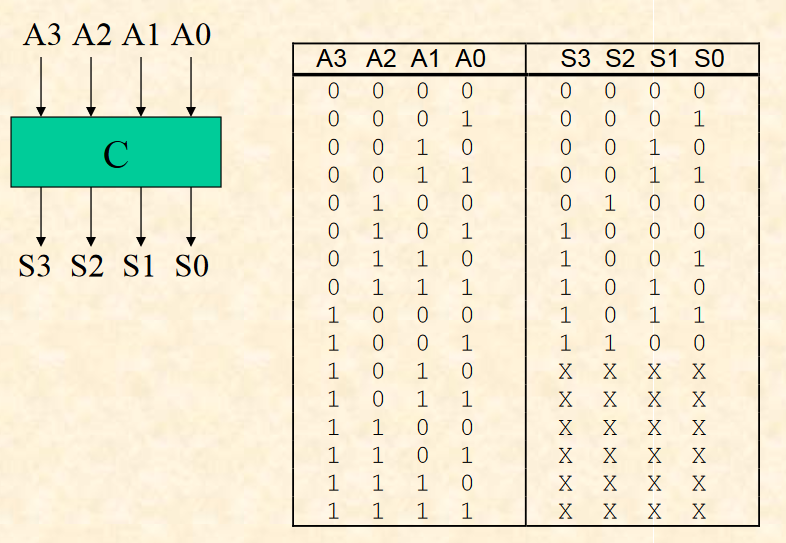 A3 A2 A1 A0
C
S3 S2 S1 S0
A3 A2 A1 A0 S3 S2 S1 S0
0 0 0 0 0 0 0 0
0 0 0 1 0 0 0 1
0 0 1 0 0 0 1 0
0 0 1 1 0 0 1 1
0 1 0 0 0 1 0 0
0 1 0 1 1 0 0 0
0 1 1 0 1 0 0 1
0 1 1 1 1 0 1 0
1 0 0 0 1 0 1 1
1 0 0 1 1 1 0 0
1 0 1 0 X X X X
1 0 1 1 X X X X
1 1 0 0 X X X X
1 1 0 1 X X X X
1 1 1 0 X X X X
1 1 1 1 X X X X